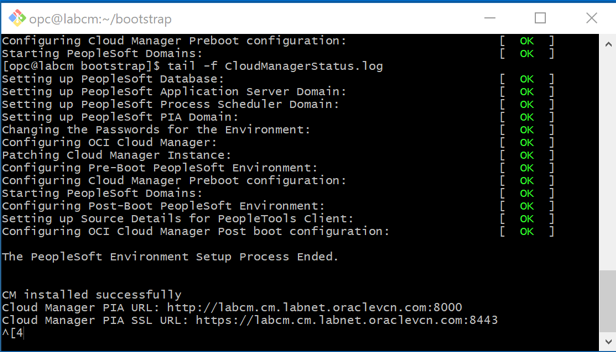 opc@labcm:~/bootstrap
Configuring Cloud Manager Preboot configuration: [ OK ]
Starting PeopleSoft Domains: [ OK ]
[opc@labcm bootstrap]$ tail -f CloudManagerStatus.log
Setting up PeopleSoft Database: [ OK ]
Setting up PeopleSoft Application Server Domain: [ OK ]
Setting up PeopleSoft Process Scheduler Domain: [ OK ]
Setting up PeopleSoft PIA Domain: [ OK ]
Changing the Passwords for the Environment: [ OK ]
Configuring OCI Cloud Manager: [ OK ]
Patching Cloud Manager Instance: [ OK ]
Configuring Pre-Boot PeopleSoft Environment: [ OK ]
Configuring Cloud Manager Preboot configuration: [ OK ]
Starting PeopleSoft Domains: [ OK ]
Configuring Post-Boot PeopleSoft Environment: [ OK ]
Setting up Source Details for PeopleTools Client: [ OK ]
Configuring OCI Cloud Manager Post boot configuration: [ OK ]
The PeopleSoft Environment Setup Process Ended.
CM installed successfully
Cloud Manager PIA URL: http://labcm.cm.labnet.oraclevcn.com:8000
Cloud Manager PIA SSL URL: https://labcm.cm.labnet.oraclevcn.com:8443
^[4